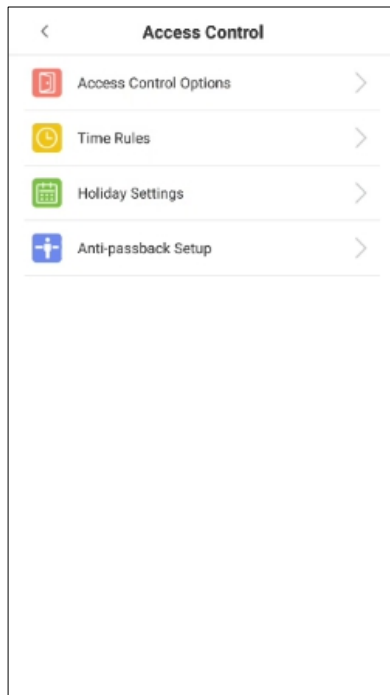 Access Control
Access Control Options
Time Rules
Holiday Settings
Anti-passback Setup